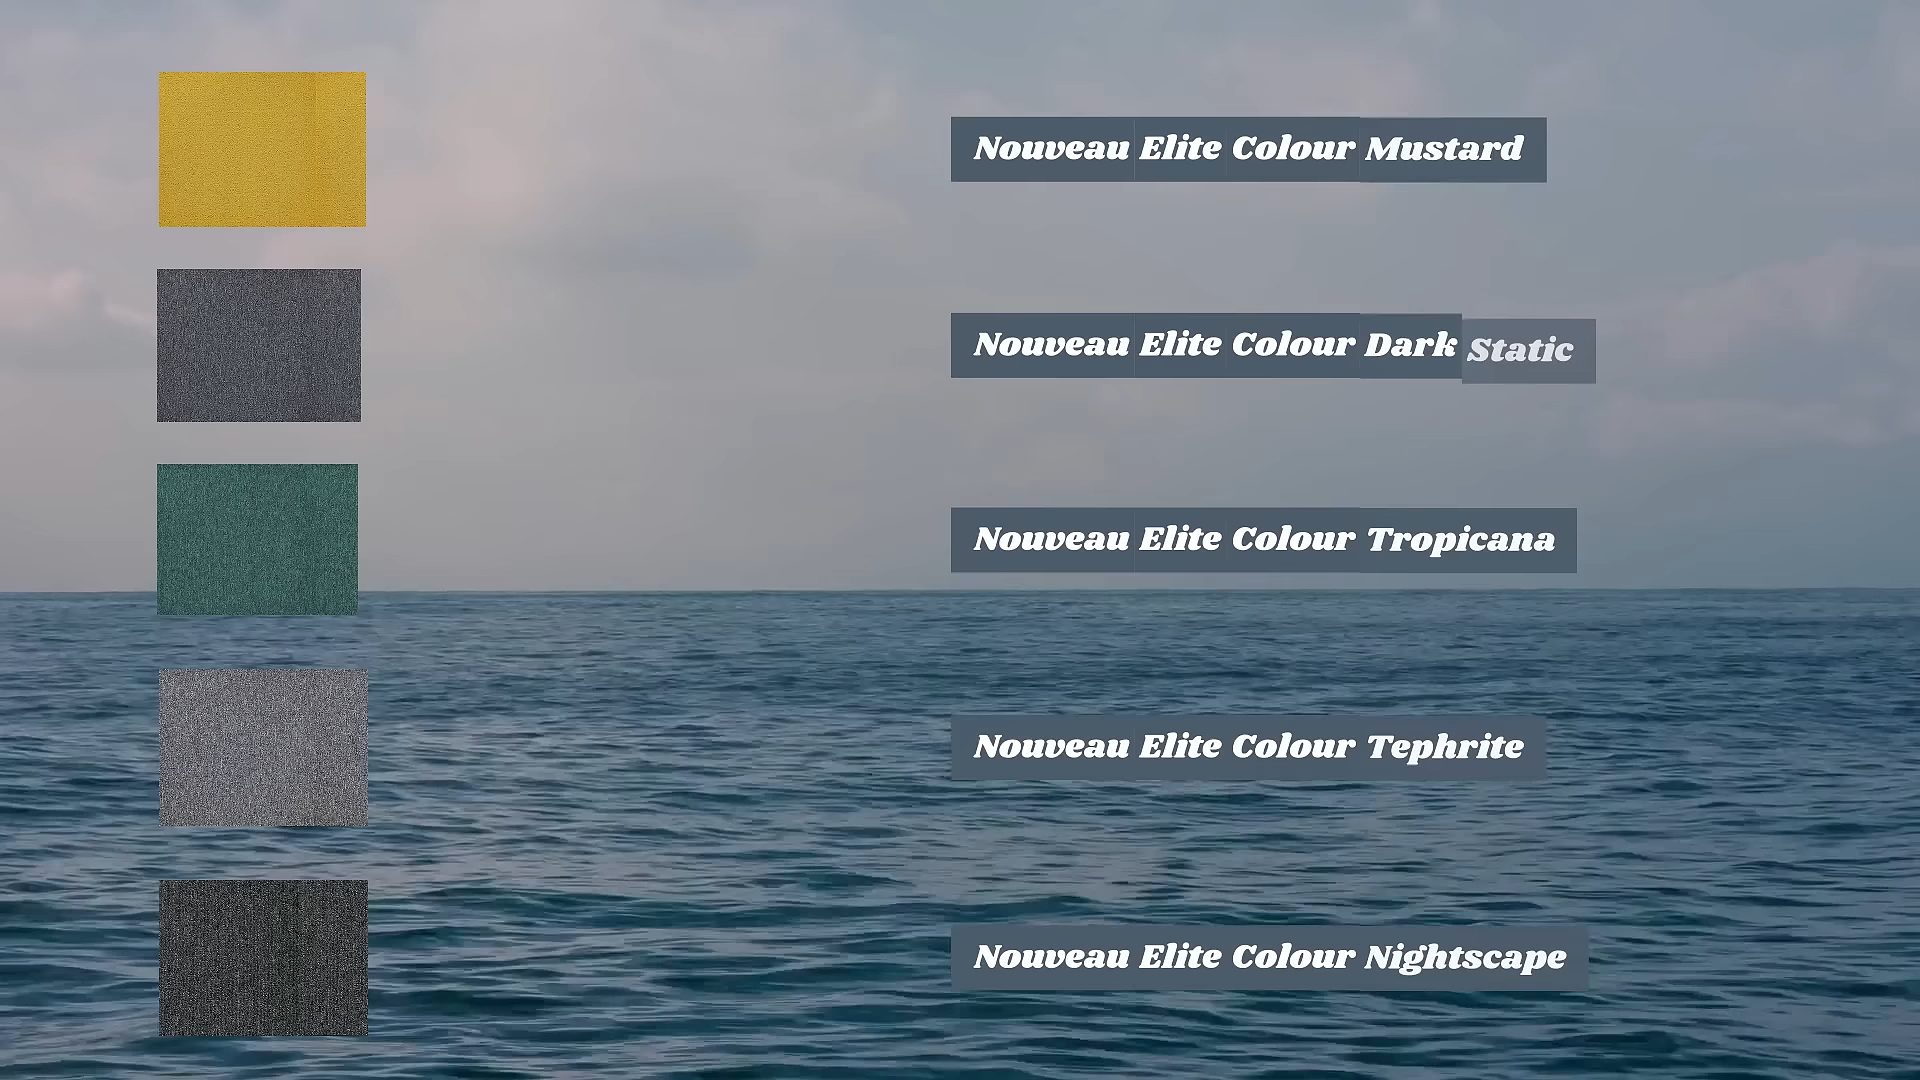 Nouveau Elite Colour Mustard
Nouveau Elite Colour Dark Static
Nouveau Elite Colour Tropicana
Nouveau Elite Colour Tephrite
Nouveau Elite Colour Nightscape